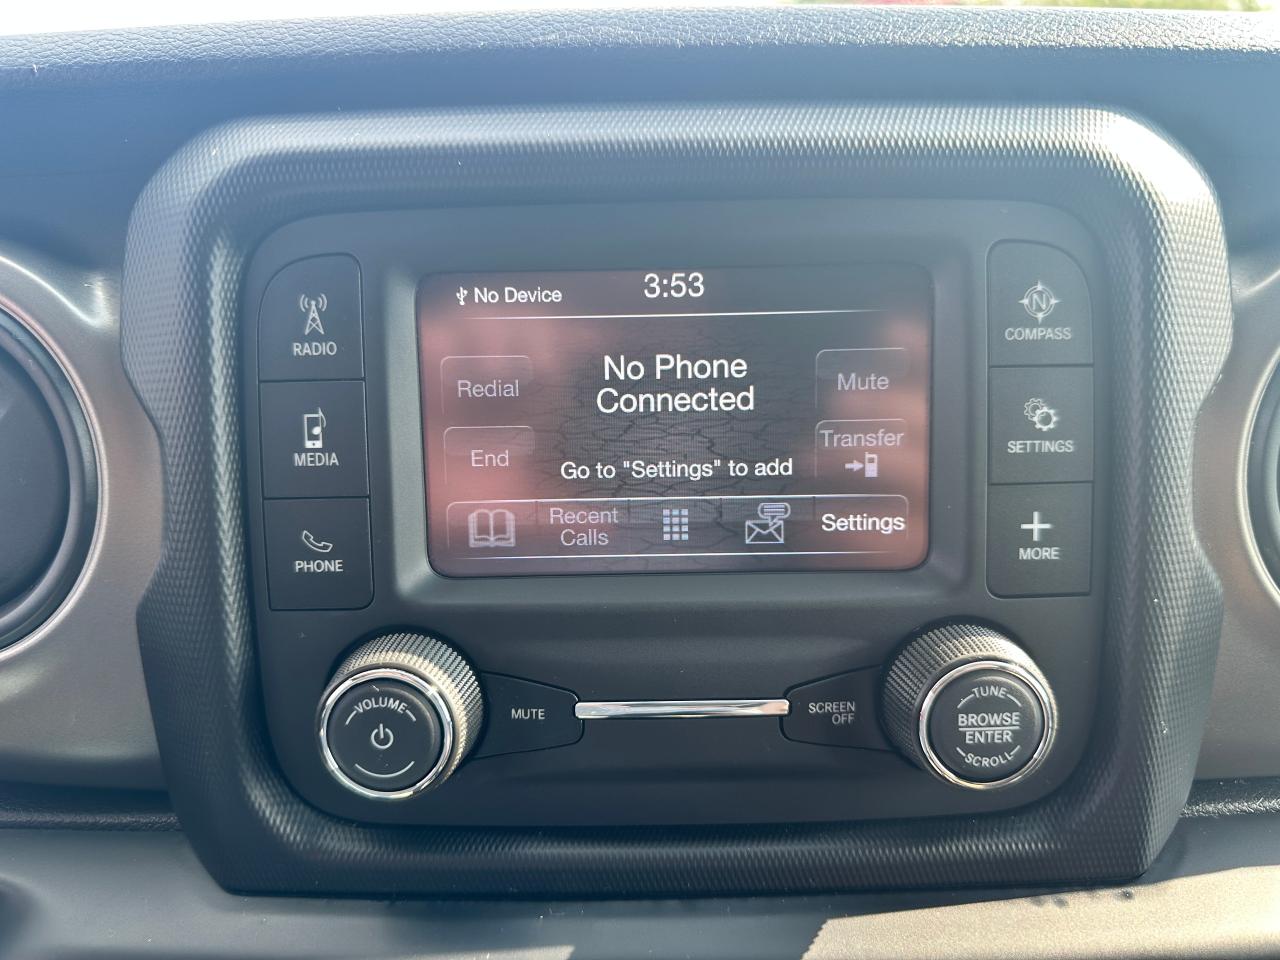 No Device
3:53
RADIO
MEDIA
PHONE
Redial
End
No Phone
Connected
Go to "Settings" to add
Mute
Transfer
Recent
Calls
Settings
N
COMPASS
SETTINGS
MORE
VOLUME
MUTE
SCREEN
OFF
TUNE
BROWSE
ENTER
SCROLL